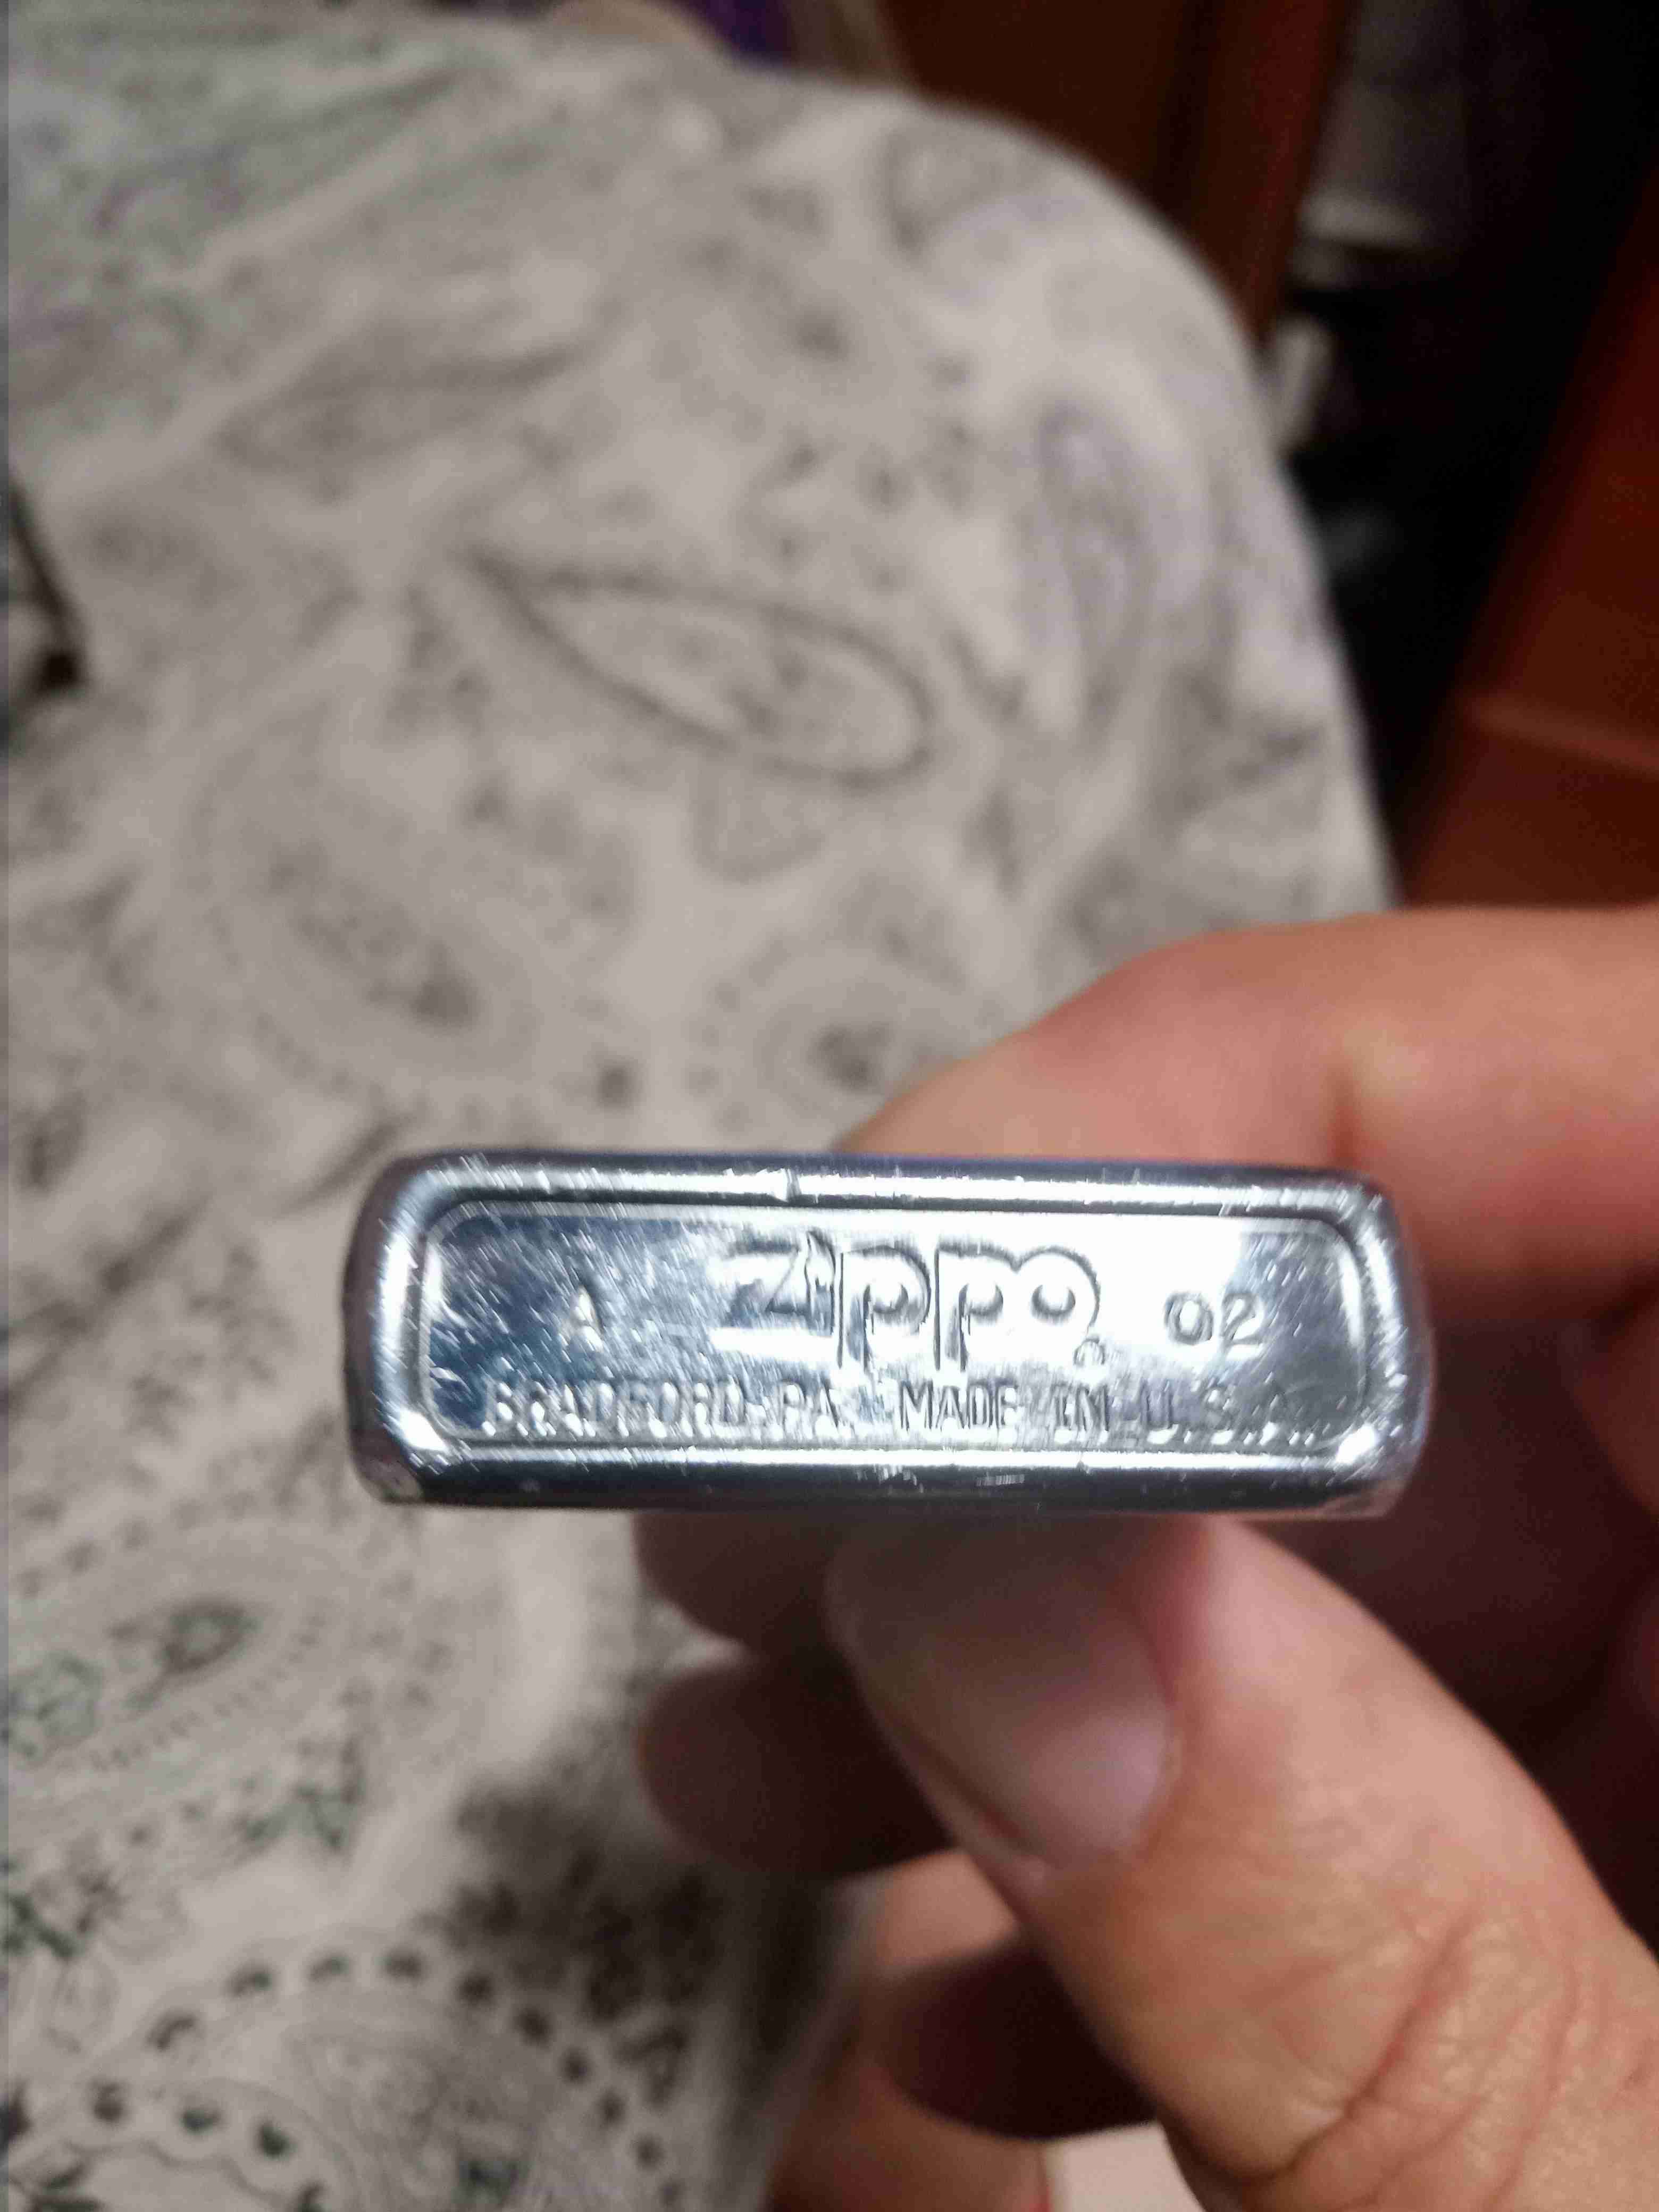 A Zippo® 02
BRADFORD, PA. MADE IN U.S.A.